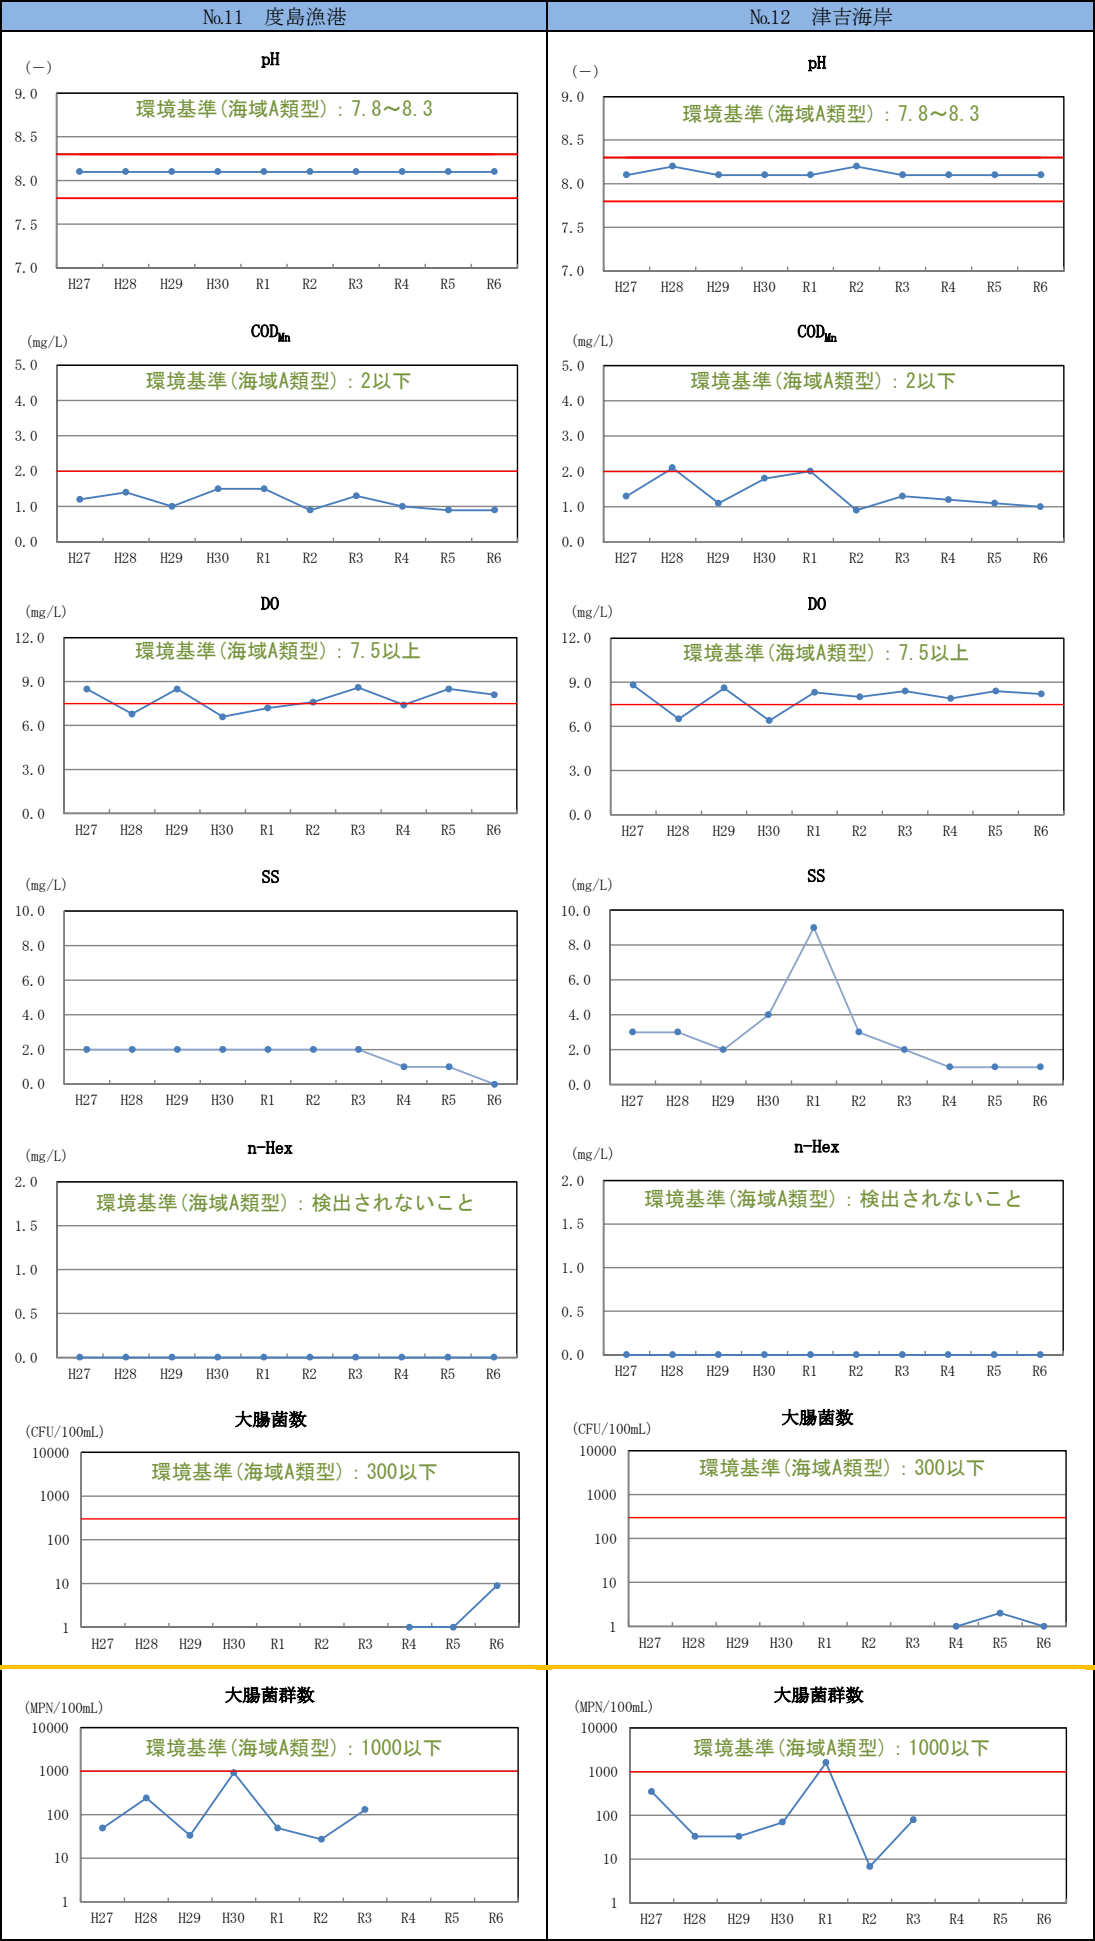 №11　度島漁港
pH
(－)
9.0
環境基準(海域A類型)：7.8～8.3
8.5
8.0
7.5
7.0
H27 H28 H29 H30 R1 R2 R3 R4 R5 R6
CODMn
(mg/L)
5.0
環境基準(海域A類型)：2以下
4.0
3.0
2.0
1.0
0.0
H27 H28 H29 H30 R1 R2 R3 R4 R5 R6
DO
(mg/L)
12.0
環境基準(海域A類型)：7.5以上
9.0
6.0
3.0
0.0
H27 H28 H29 H30 R1 R2 R3 R4 R5 R6
SS
(mg/L)
10.0
8.0
6.0
4.0
2.0
0.0
H27 H28 H29 H30 R1 R2 R3 R4 R5 R6
n-Hex
(mg/L)
2.0
環境基準(海域A類型)：検出されないこと
1.5
1.0
0.5
0.0
H27 H28 H29 H30 R1 R2 R3 R4 R5 R6
大腸菌数
(CFU/100mL)
10000
環境基準(海域A類型)：300以下
1000
100
10
1
H27 H28 H29 H30 R1 R2 R3 R4 R5 R6
大腸菌群数
(MPN/100mL)
10000
環境基準(海域A類型)：1000以下
1000
100
10
1
H27 H28 H29 H30 R1 R2 R3 R4 R5 R6
№12　津吉海岸
pH
(－)
9.0
環境基準(海域A類型)：7.8～8.3
8.5
8.0
7.5
7.0
H27 H28 H29 H30 R1 R2 R3 R4 R5 R6
CODMn
(mg/L)
5.0
環境基準(海域A類型)：2以下
4.0
3.0
2.0
1.0
0.0
H27 H28 H29 H30 R1 R2 R3 R4 R5 R6
DO
(mg/L)
12.0
環境基準(海域A類型)：7.5以上
9.0
6.0
3.0
0.0
H27 H28 H29 H30 R1 R2 R3 R4 R5 R6
SS
(mg/L)
10.0
8.0
6.0
4.0
2.0
0.0
H27 H28 H29 H30 R1 R2 R3 R4 R5 R6
n-Hex
(mg/L)
2.0
環境基準(海域A類型)：検出されないこと
1.5
1.0
0.5
0.0
H27 H28 H29 H30 R1 R2 R3 R4 R5 R6
大腸菌数
(CFU/100mL)
10000
環境基準(海域A類型)：300以下
1000
100
10
1
H27 H28 H29 H30 R1 R2 R3 R4 R5 R6
大腸菌群数
(MPN/100mL)
10000
環境基準(海域A類型)：1000以下
1000
100
10
1
H27 H28 H29 H30 R1 R2 R3 R4 R5 R6